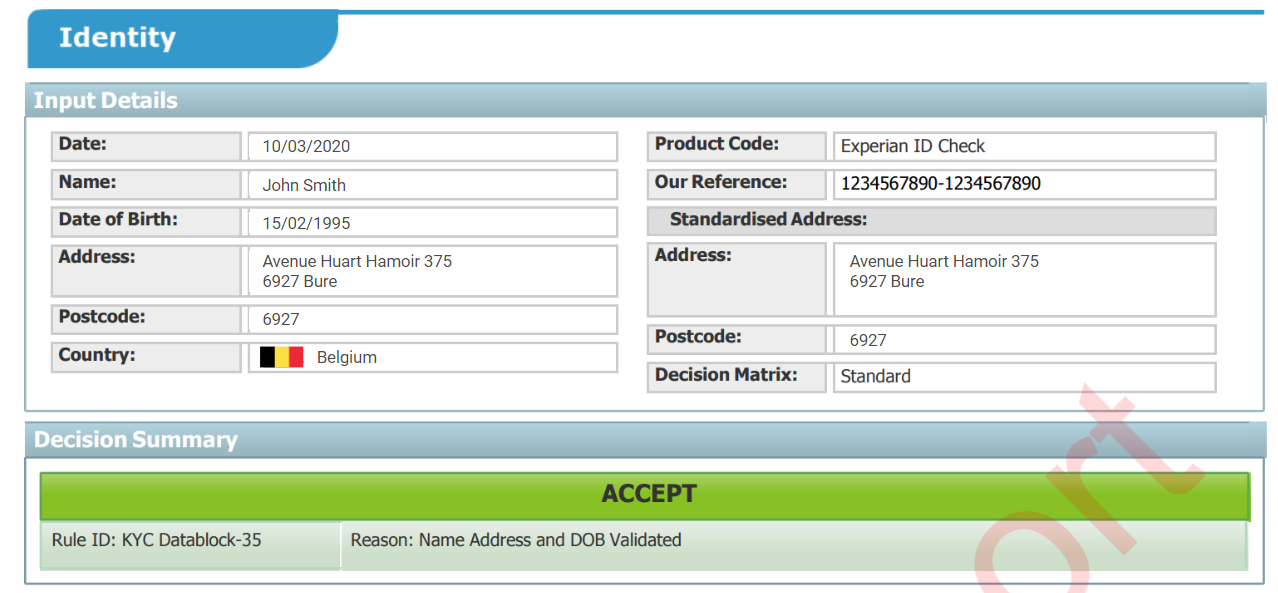 Identity
Input Details
Date: 10/03/2020
Name: John Smith
Date of Birth: 15/02/1995
Address: Avenue Huart Hamoir 375
6927 Bure
Postcode: 6927
Country: Belgium
Product Code: Experian ID Check
Our Reference: 1234567890-1234567890
Standardised Address:
Address: Avenue Huart Hamoir 375
6927 Bure
Postcode: 6927
Decision Matrix: Standard
Decision Summary
ACCEPT
Rule ID: KYC Datablock-35 Reason: Name Address and DOB Validated
ort